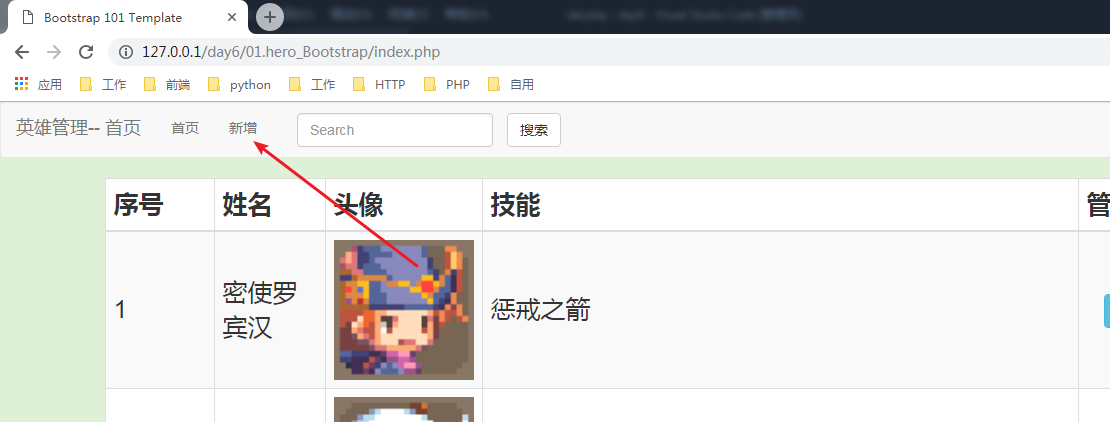 Bootstrap 101 Template
127.0.0.1/day6/01.hero_Bootstrap/index.php
应用 工作 前端 python 工作 HTTP PHP 自用
英雄管理-- 首页 首页 新增 Search 搜索
序号 姓名 头像 技能 管
1 密使罗宾汉 惩戒之箭